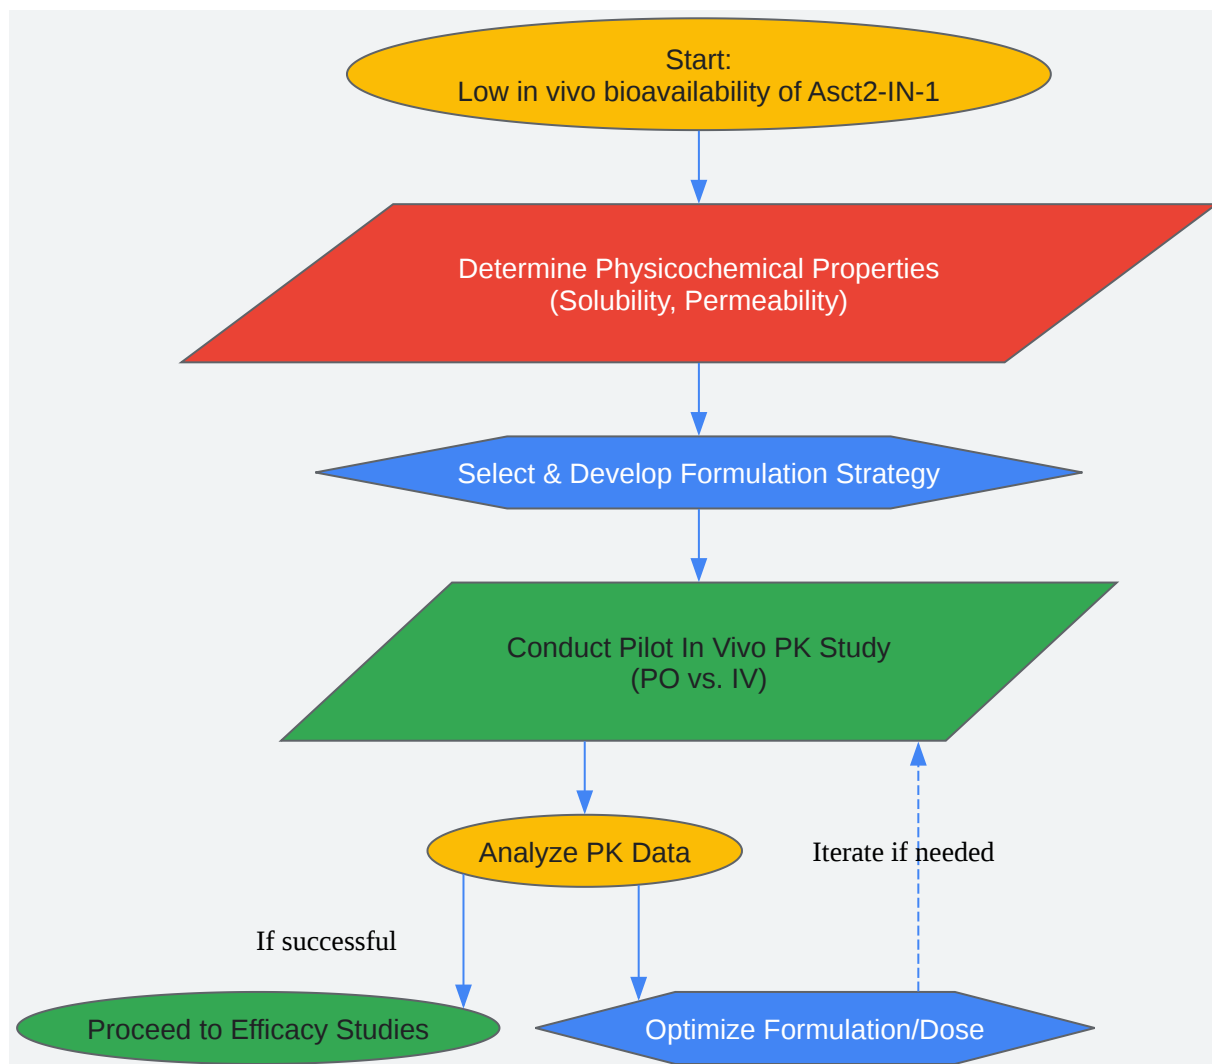 Start:
Low in vivo bioavailability of Asct2-IN-1
Determine Physicochemical Properties
(Solubility, Permeability)
Select & Develop Formulation Strategy
Conduct Pilot In Vivo PK Study
(PO vs. IV)
Analyze PK Data
Iterate if needed
If successful
Proceed to Efficacy Studies
Optimize Formulation/Dose